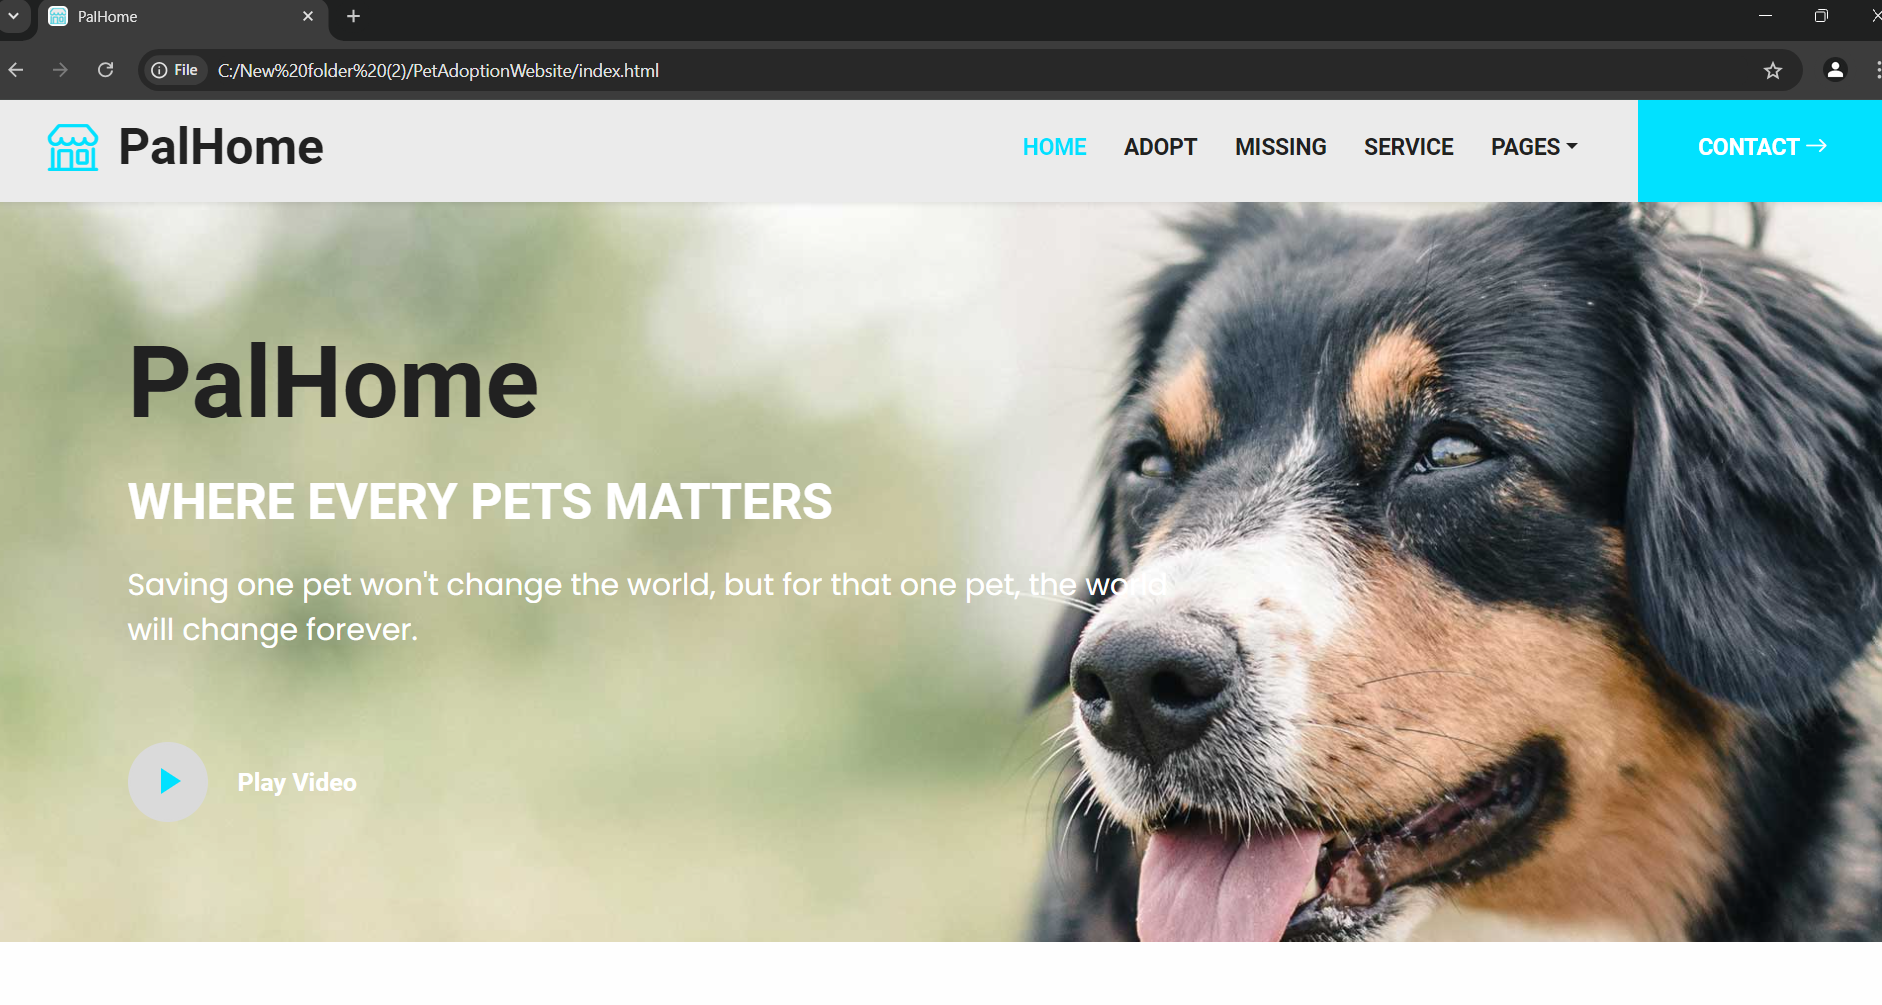 PalHome
File C:/New%20folder%20(2)/PetAdoptionWebsite/index.html
PalHome HOME ADOPT MISSING SERVICE PAGES CONTACT
PalHome
WHERE EVERY PETS MATTERS
Saving one pet won't change the world, but for that one pet, the world
will change forever.
Play Video